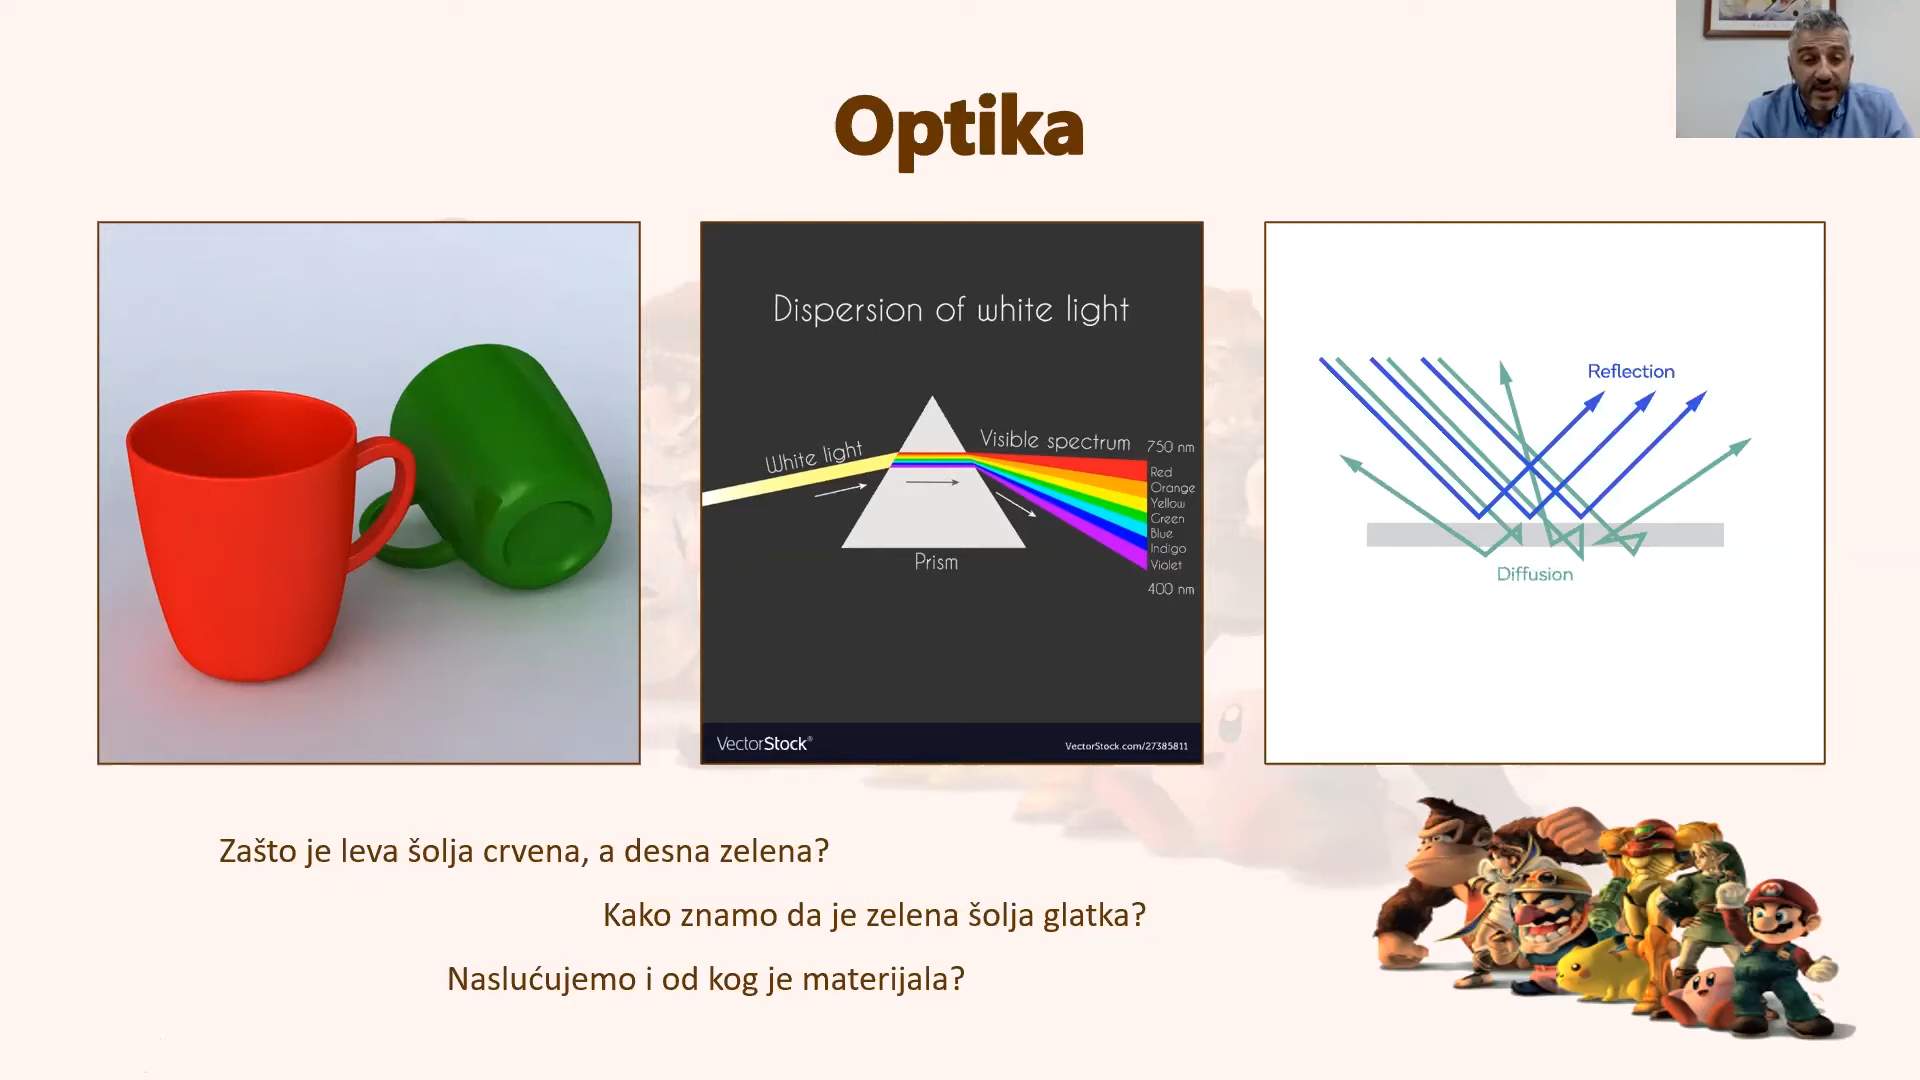 Optika
Dispersion of white light
White light
Visible spectrum
750 nm
Red
Orange
Yellow
Green
Blue
Indigo
Violet
400 nm
Prism
VectorStock®
VectorStock.com/27385811
Reflection
Diffusion
Zašto je leva šolja crvena, a desna zelena?
Kako znamo da je zelena šolja glatka?
Naslućujemo i od kog je materijala?